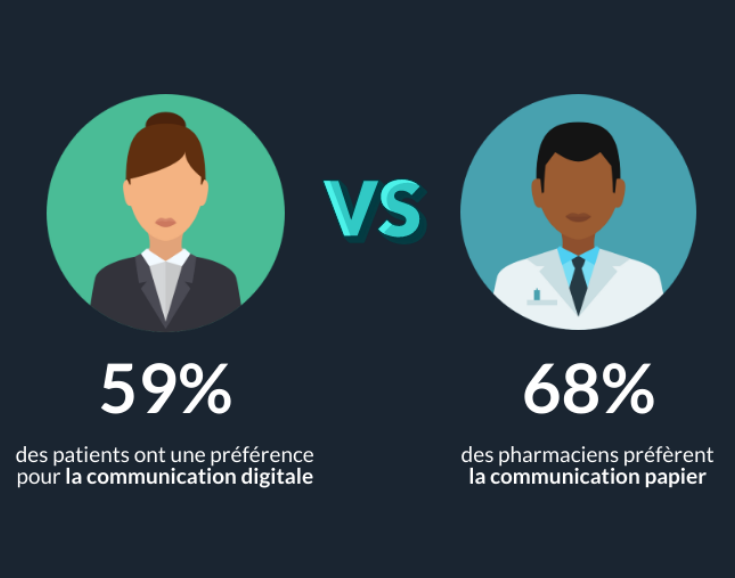 VS
59%
des patients ont une préférence
pour la communication digitale
68%
des pharmaciens préfèrent
la communication papier